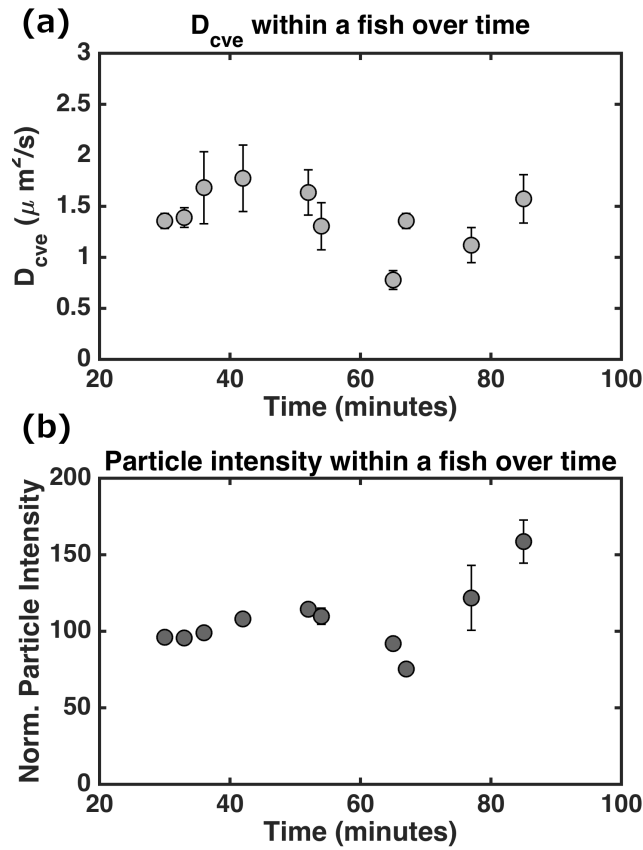 (a)
D_cve within a fish over time
D_cve (μ m²/s)
3
2.5
2
1.5
1
0.5
0
20 40 60 80 100
Time (minutes)
(b)
Particle intensity within a fish over time
Norm. Particle Intensity
200
150
100
50
0
20 40 60 80 100
Time (minutes)